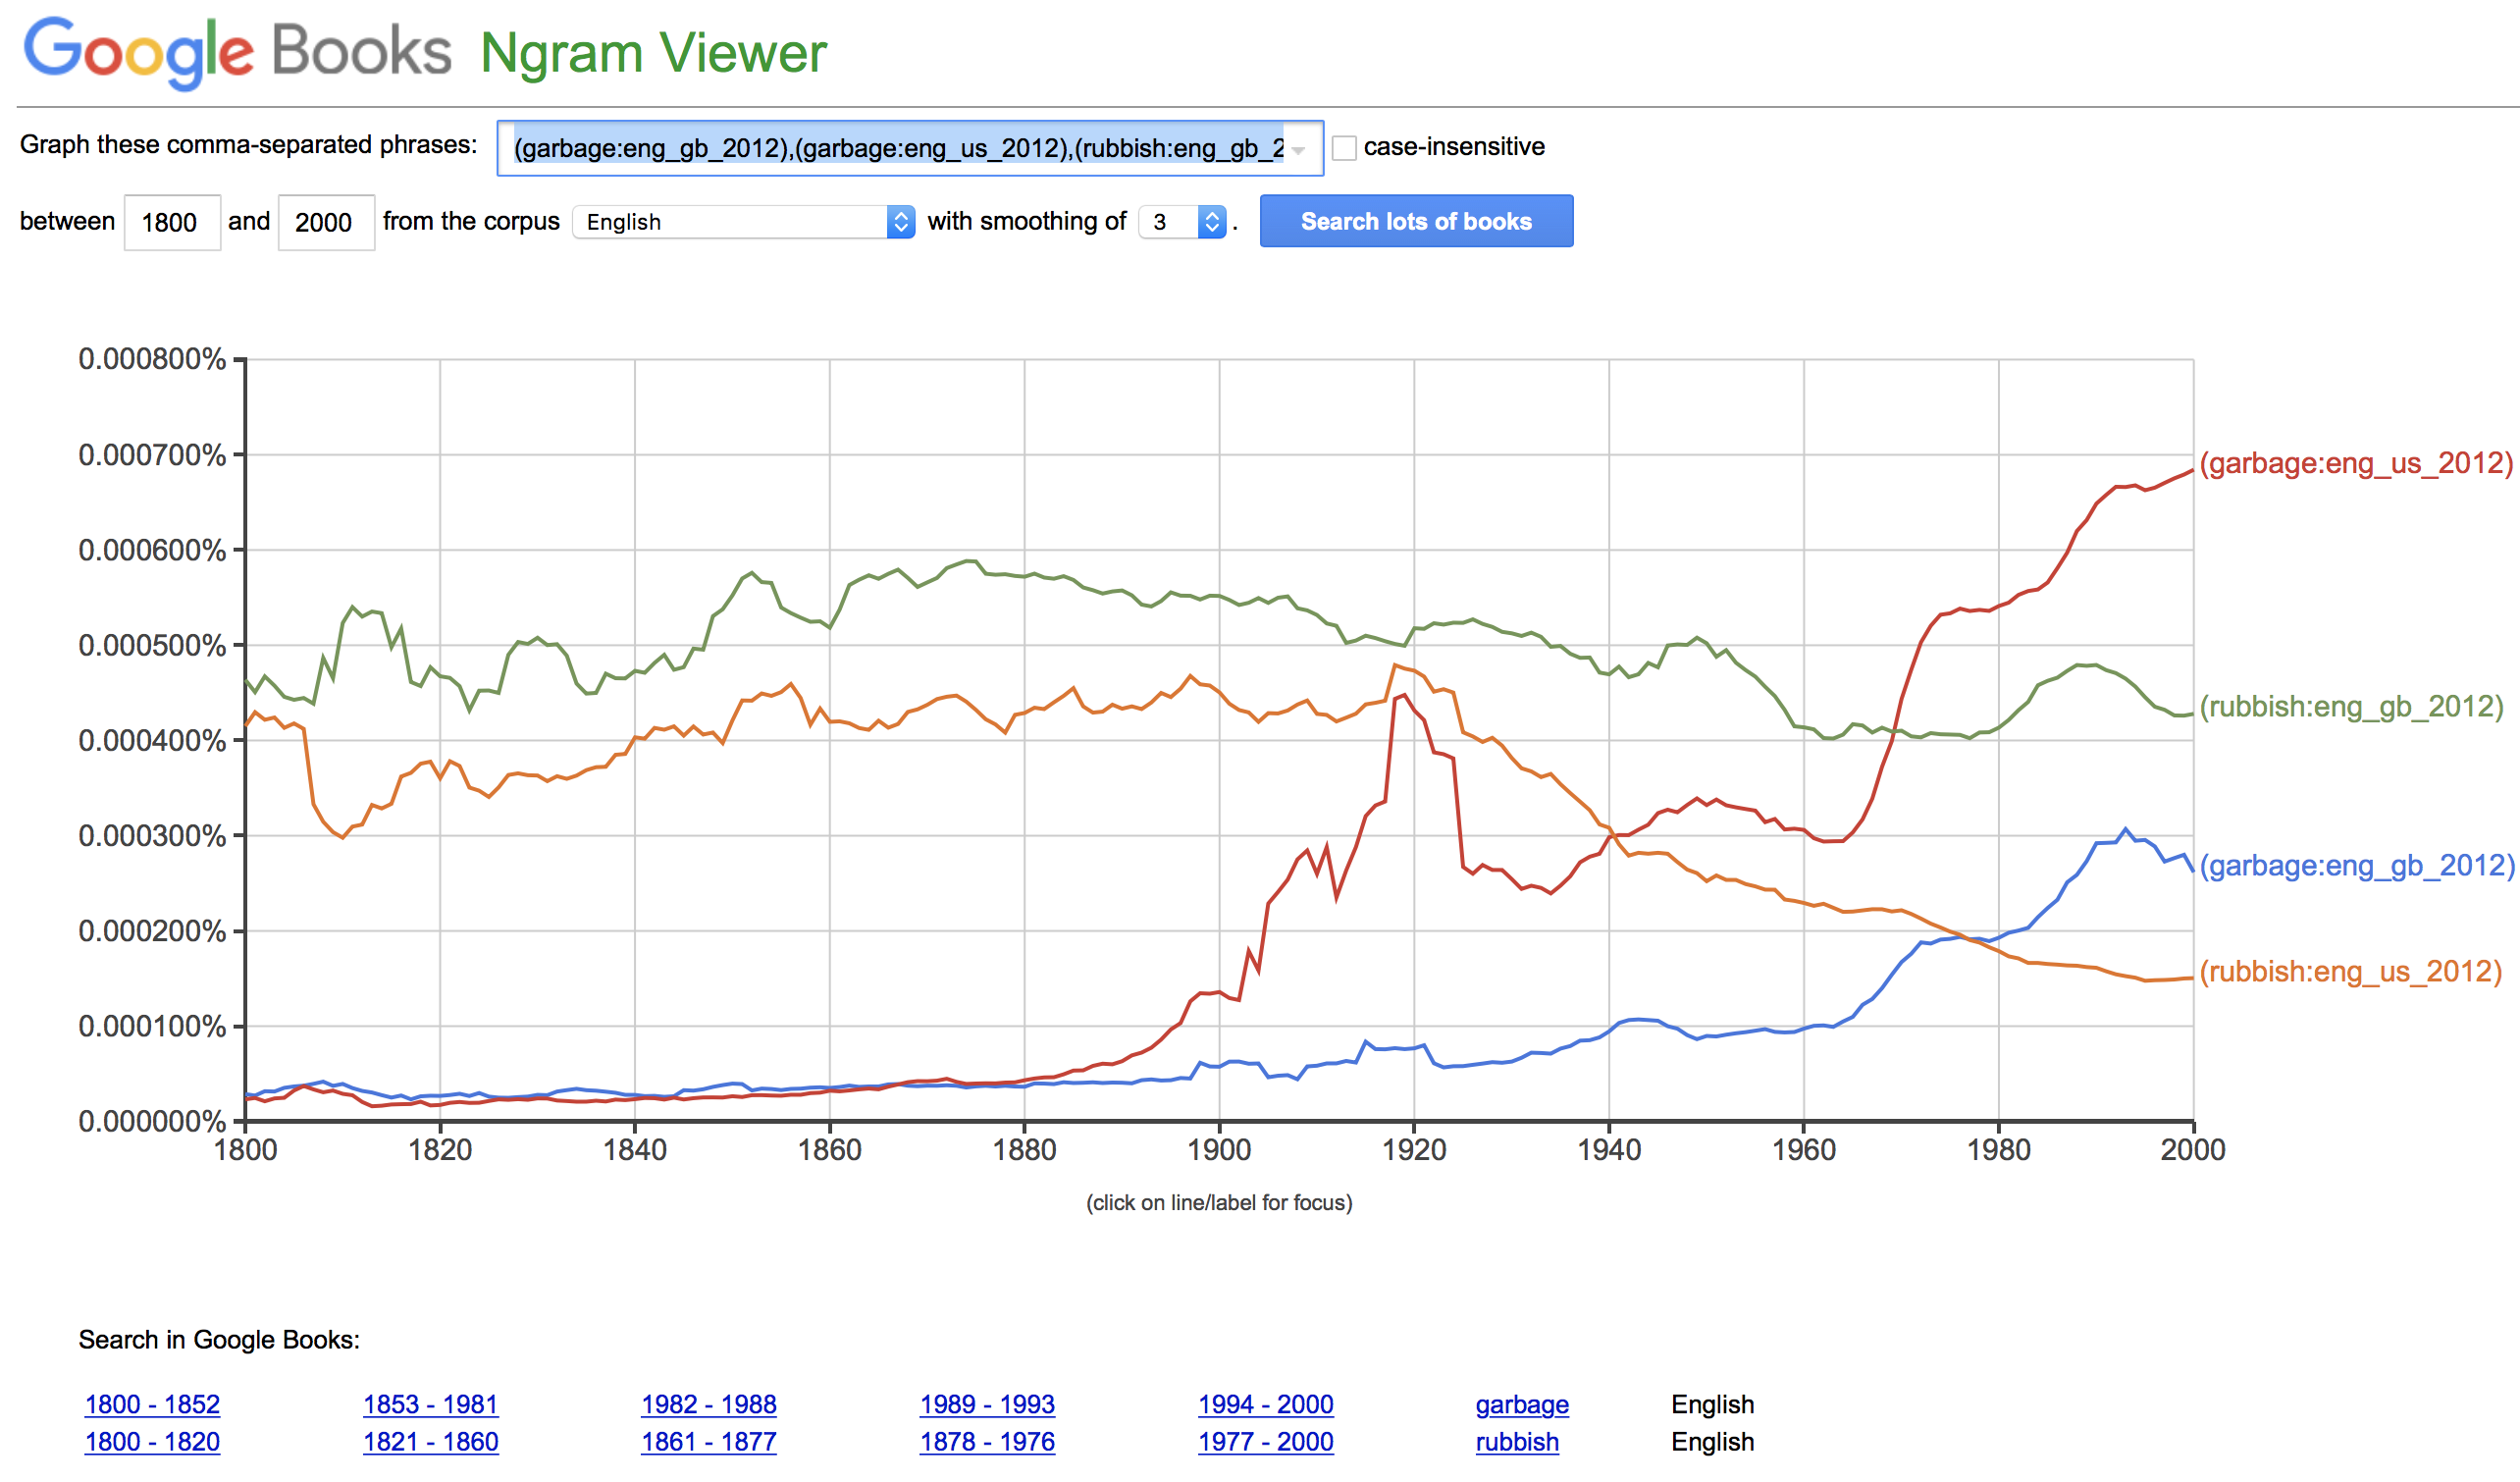 Google Books Ngram Viewer
Graph these comma-separated phrases: (garbage:eng_gb_2012),(garbage:eng_us_2012),(rubbish:eng_gb_2 case-insensitive
between 1800 and 2000 from the corpus English with smoothing of 3 . Search lots of books
0.000800%
0.000700%
0.000600%
0.000500%
0.000400%
0.000300%
0.000200%
0.000100%
0.000000%
(garbage:eng_us_2012)
(rubbish:eng_gb_2012)
(garbage:eng_gb_2012)
(rubbish:eng_us_2012)
1800 1820 1840 1860 1880 1900 1920 1940 1960 1980 2000
(click on line/label for focus)
Search in Google Books:
1800 - 1852 1853 - 1981 1982 - 1988 1989 - 1993 1994 - 2000 garbage English
1800 - 1820 1821 - 1860 1861 - 1877 1878 - 1976 1977 - 2000 rubbish English